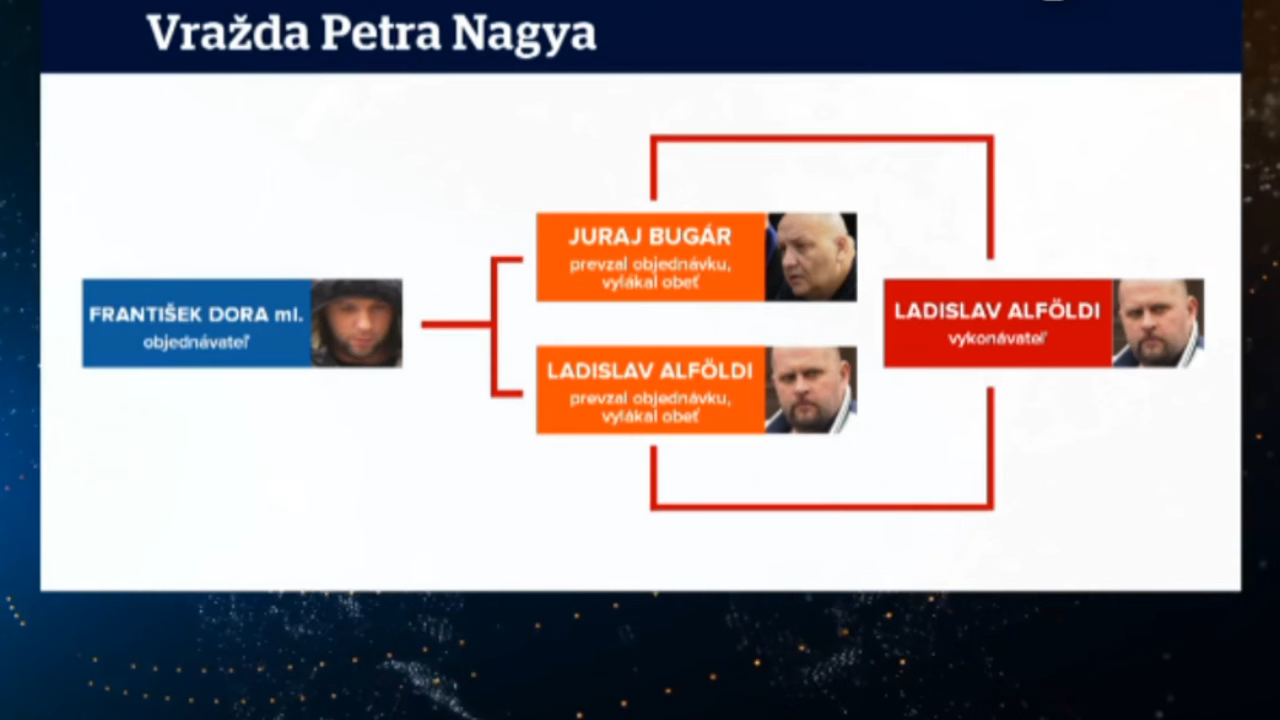 Vražda Petra Nagya
JURAJ BUGÁR
prevzal objednávku,
vylákal obeť
FRANTIŠEK DORA ml.
objednávateľ
LADISLAV ALFÖLDI
vykonávateľ
LADISLAV ALFÖLDI
prevzal objednávku,
vylákal obeť